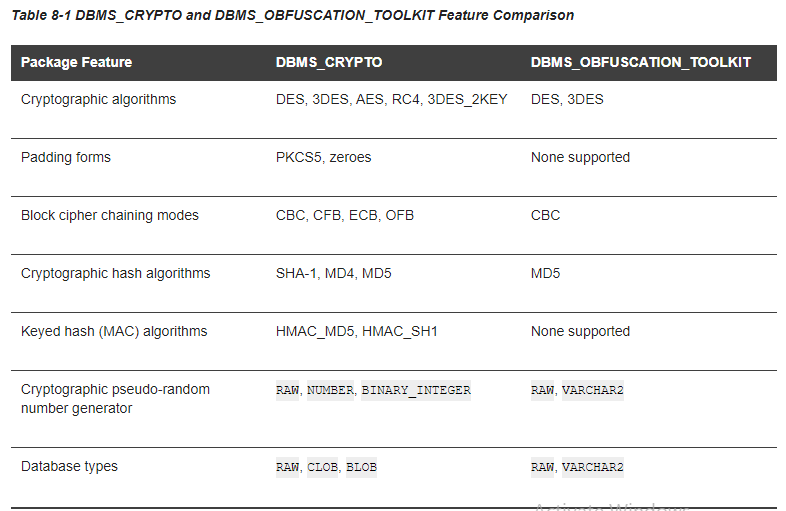 Table 8-1 DBMS_CRYPTO and DBMS_OBFUSCATION_TOOLKIT Feature Comparison
Package Feature DBMS_CRYPTO DBMS_OBFUSCATION_TOOLKIT
Cryptographic algorithms DES, 3DES, AES, RC4, 3DES_2KEY DES, 3DES
Padding forms PKCS5, zeroes None supported
Block cipher chaining modes CBC, CFB, ECB, OFB CBC
Cryptographic hash algorithms SHA-1, MD4, MD5 MD5
Keyed hash (MAC) algorithms HMAC_MD5, HMAC_SH1 None supported
Cryptographic pseudo-random RAW, NUMBER, BINARY_INTEGER RAW, VARCHAR2
number generator
Database types RAW, CLOB, BLOB RAW, VARCHAR2